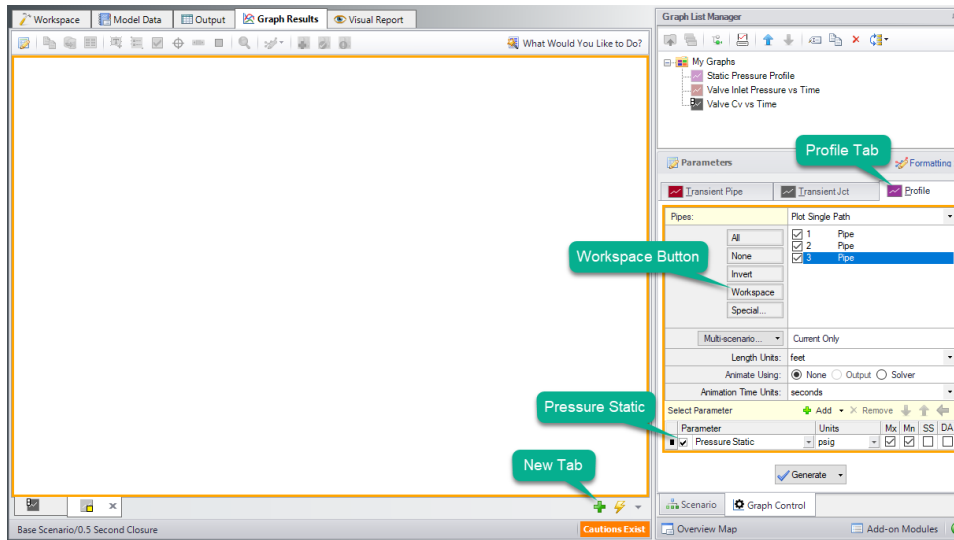 Workspace Model Data Output Graph Results Visual Report
What Would You Like to Do?
Graph List Manager
My Graphs
Static Pressure Profile
Valve Inlet Pressure vs Time
Valve Cv vs Time
Profile Tab
Parameters Formatting
Transient Pipe Transient Jct Profile
Pipes: Plot Single Path
All 1 Pipe
None 2 Pipe
Invert 3 Pipe
Workspace
Special...
Workspace Button
Multi-scenario... Current Only
Length Units: feet
Animate Using: None Output Solver
Animation Time Units: seconds
Select Parameter Add Remove
Parameter Units Mx Mn SS DA
Pressure Static psig
Pressure Static
New Tab
Generate
Scenario Graph Control
Base Scenario/0.5 Second Closure Cautions Exist
Overview Map Add-on Modules